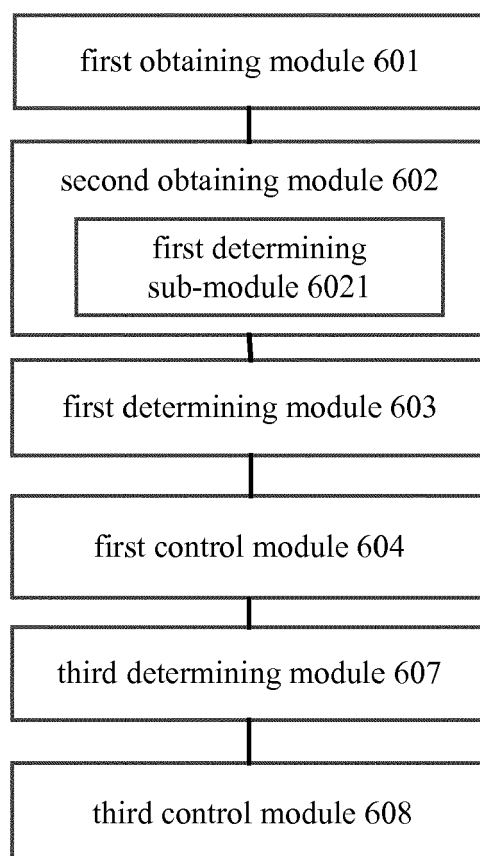 first obtaining module 601
second obtaining module 602
first determining
sub-module 6021
first determining module 603
first control module 604
third determining module 607
third control module 608